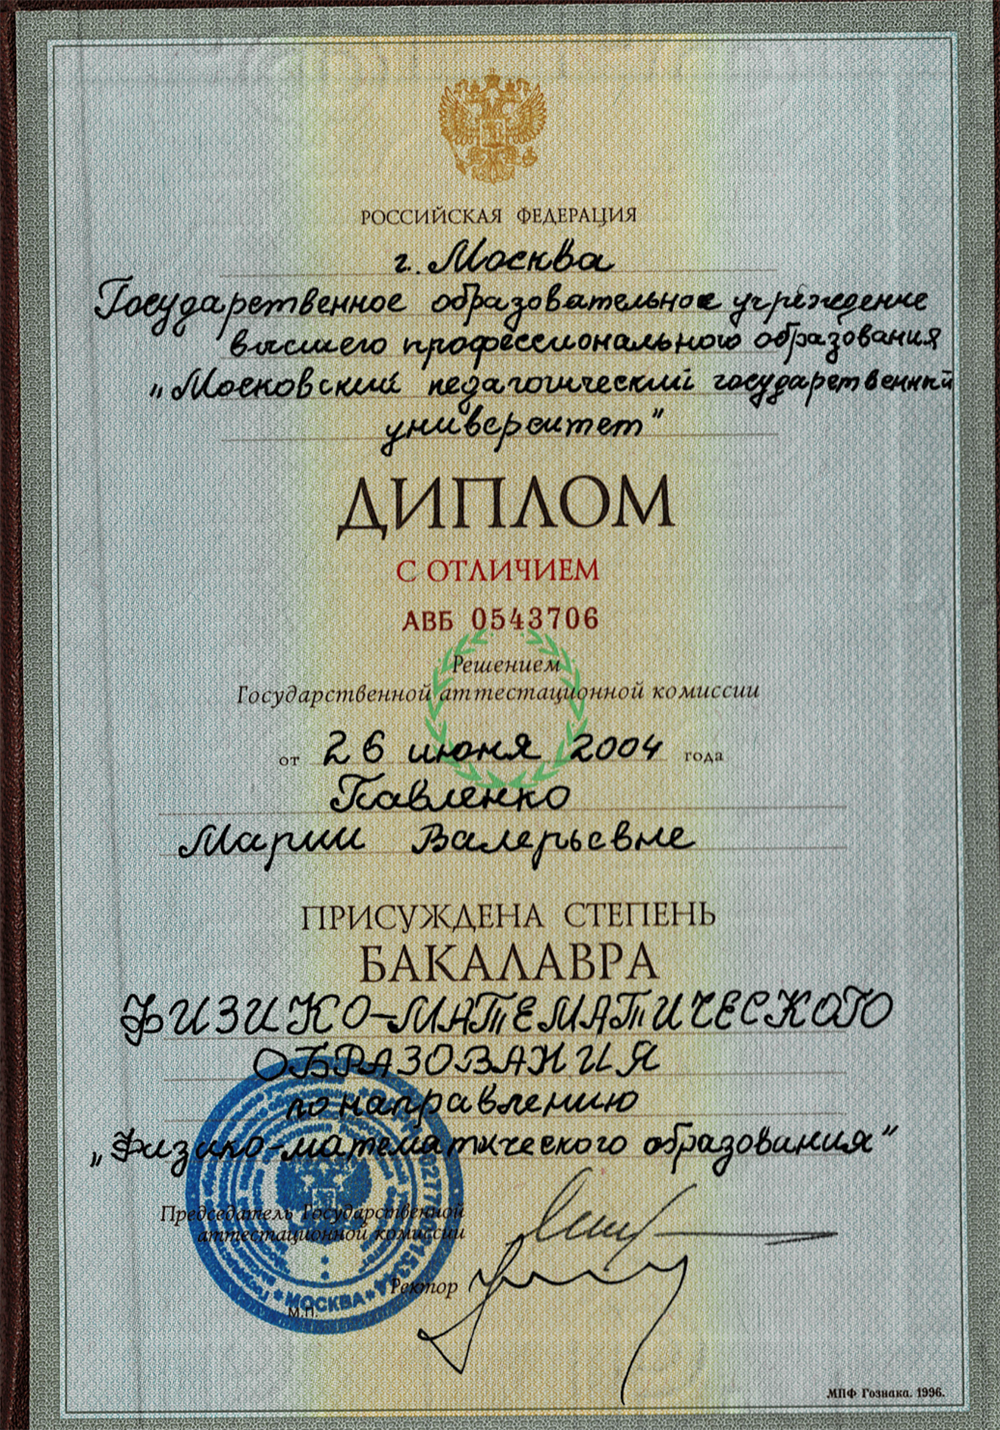 РОССИЙСКАЯ ФЕДЕРАЦИЯ
г. Москва
Государственное образовательное учреждение
высшего профессионального образования
„Московский педагогический государственный
университет"
ДИПЛОМ
С ОТЛИЧИЕМ
АВБ 0543706
Решением
Государственной аттестационной комиссии
от 26 июня 2004 года
Павленко
Марии Валерьевне
ПРИСУЖДЕНА СТЕПЕНЬ
БАКАЛАВРА
ФИЗИКО-МАТЕМАТИЧЕСКОГО
ОБРАЗОВАНИЯ
по направлению
„Физико-математического образовиния"
Председатель Государственной
аттестационной комиссии
Ректор
МОСКВА
М.П.
МПФ Гознака. 1996.